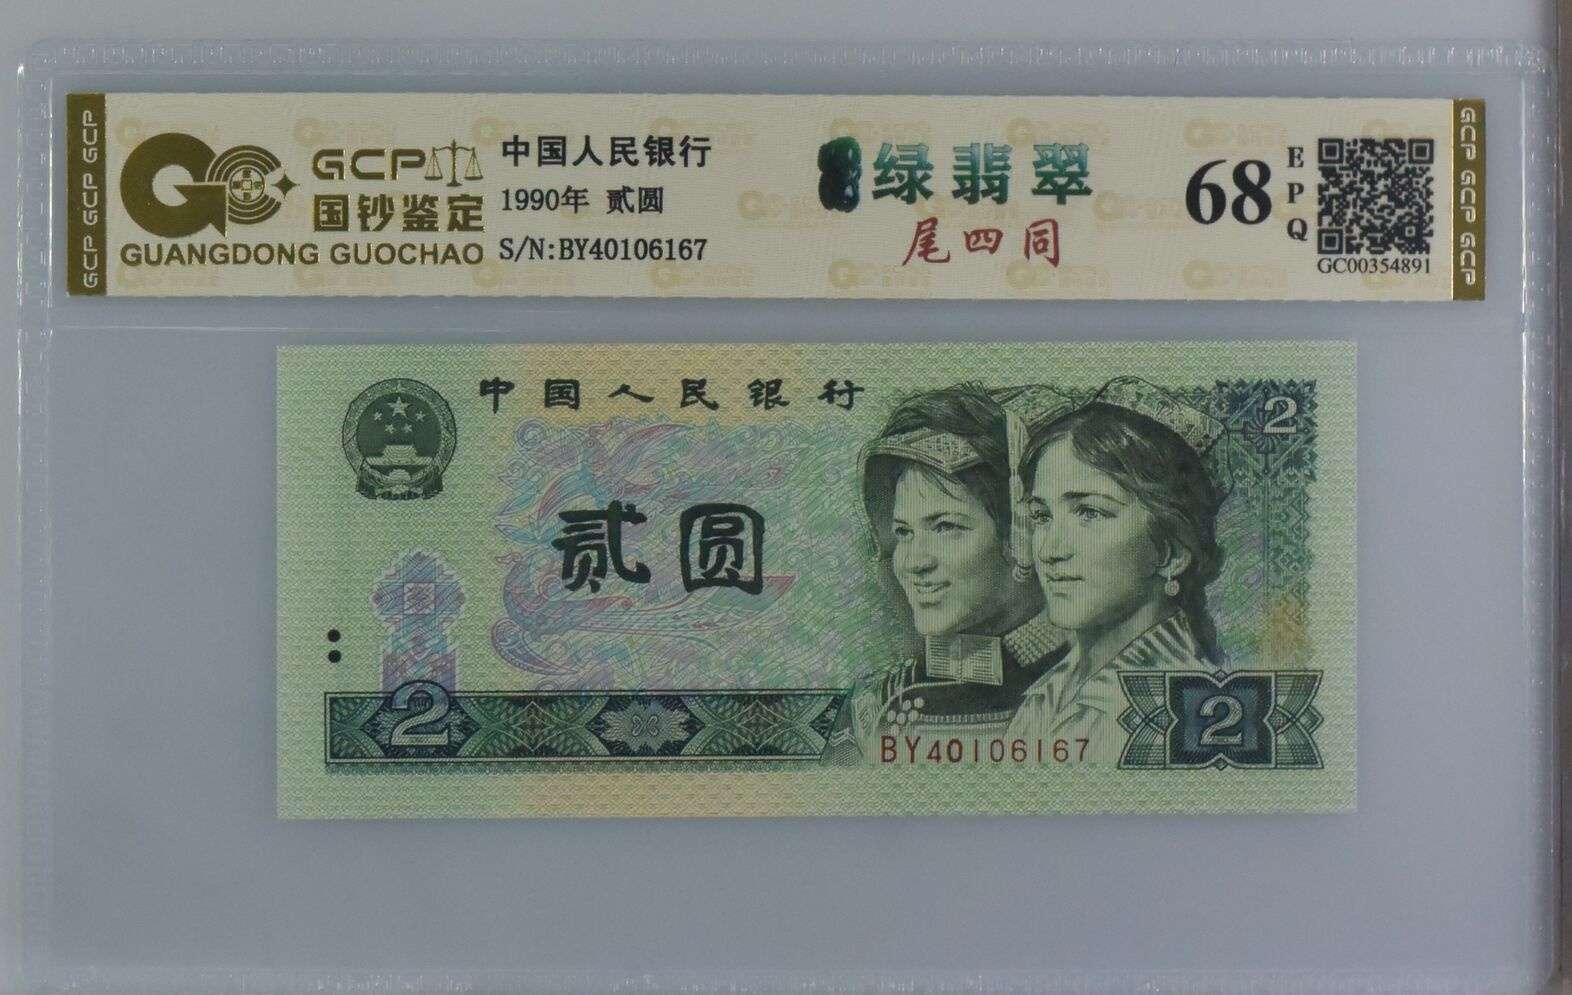 GCP GCP GCP
GCP
国钞鉴定
GUANGDONG GUOCHAO
中国人民银行
1990年 贰圆
S/N:BY40106167
绿翡翠
尾四同
68
EPQ
GC00354891
GCP GCP GCP
中国人民银行
2
贰圆
2
BY40106167
2